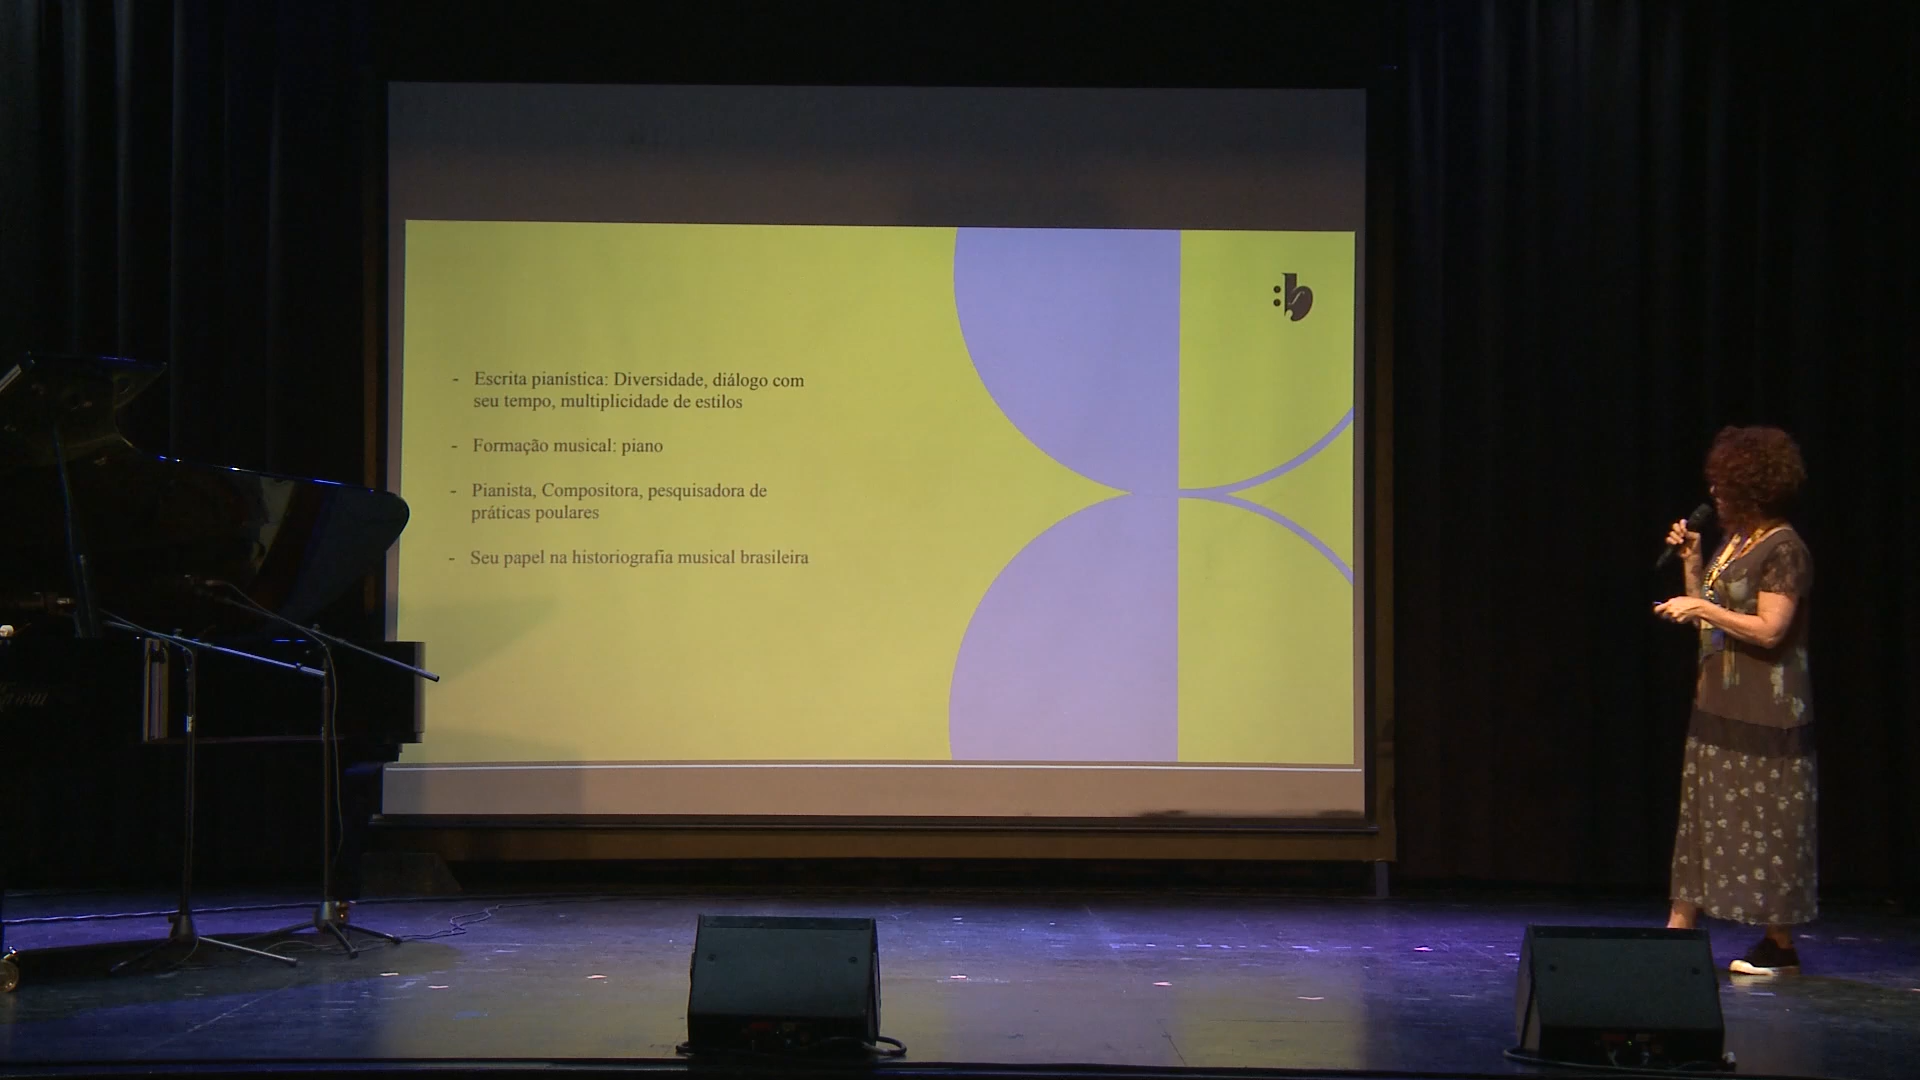 - Escrita pianística: Diversidade, diálogo com
seu tempo, multiplicidade de estilos
- Formação musical: piano
- Pianista, Compositora, pesquisadora de
práticas poulares
- Seu papel na historiografia musical brasileira